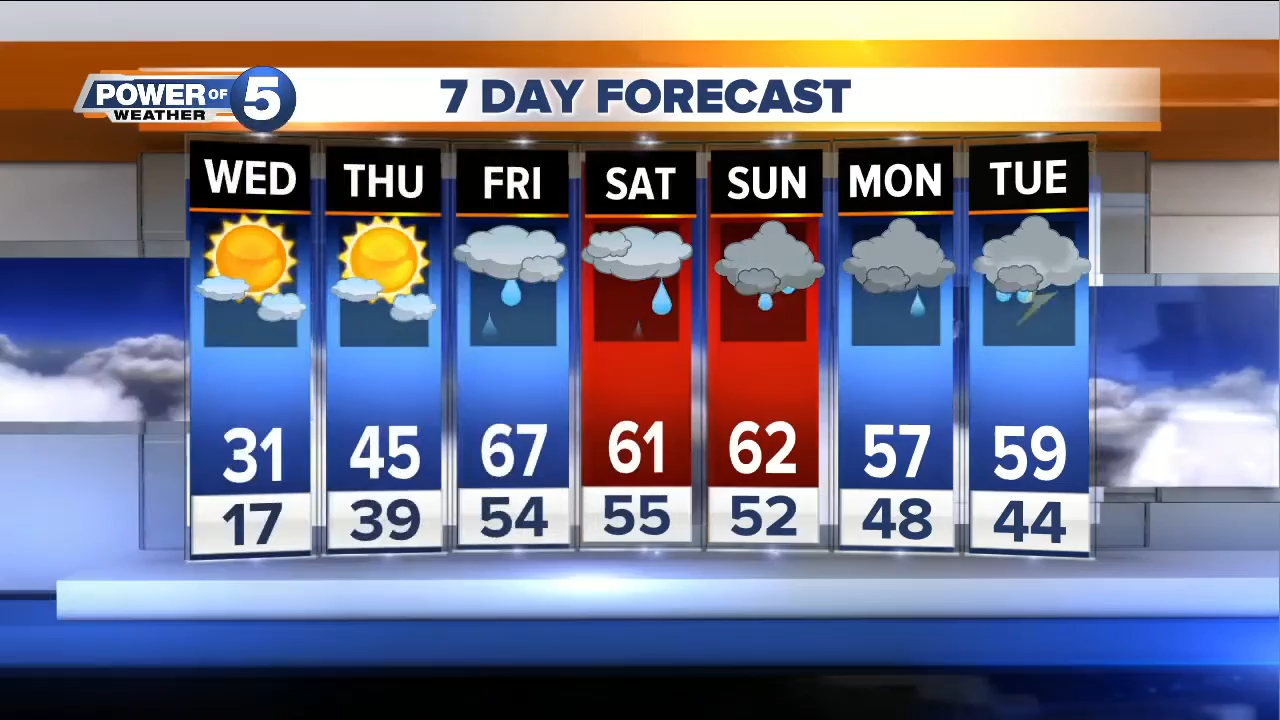 POWER OF 5
WEATHER
7 DAY FORECAST
WED THU FRI SAT SUN MON TUE
31 45 67 61 62 57 59
17 39 54 55 52 48 44